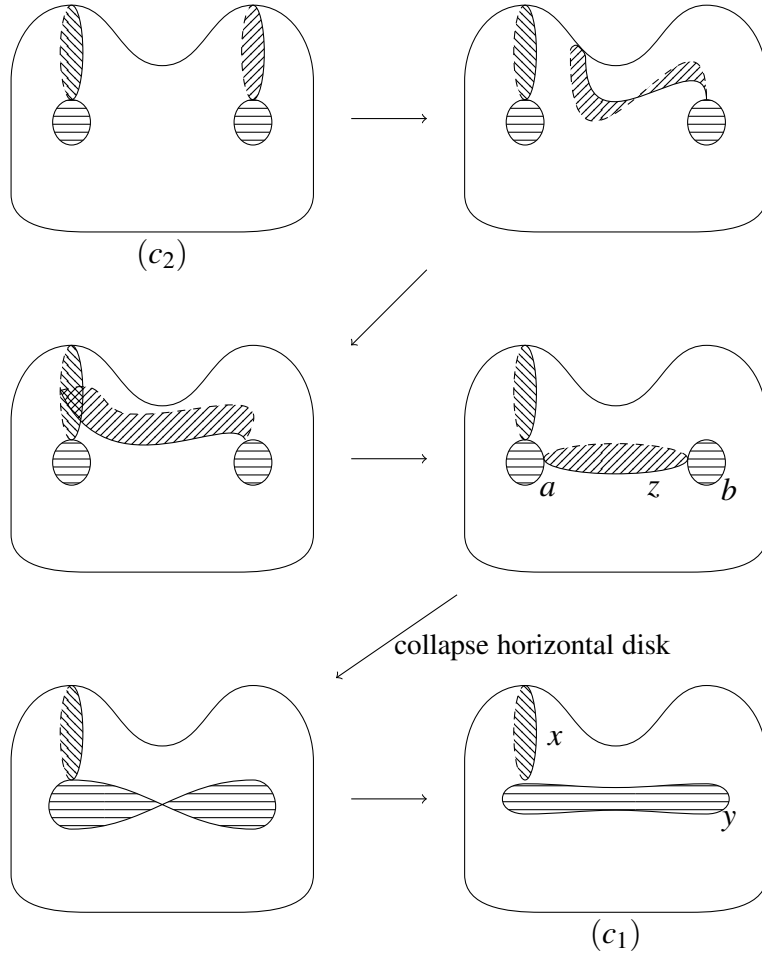 (c₂)
a z b
collapse horizontal disk
x
y
(c₁)